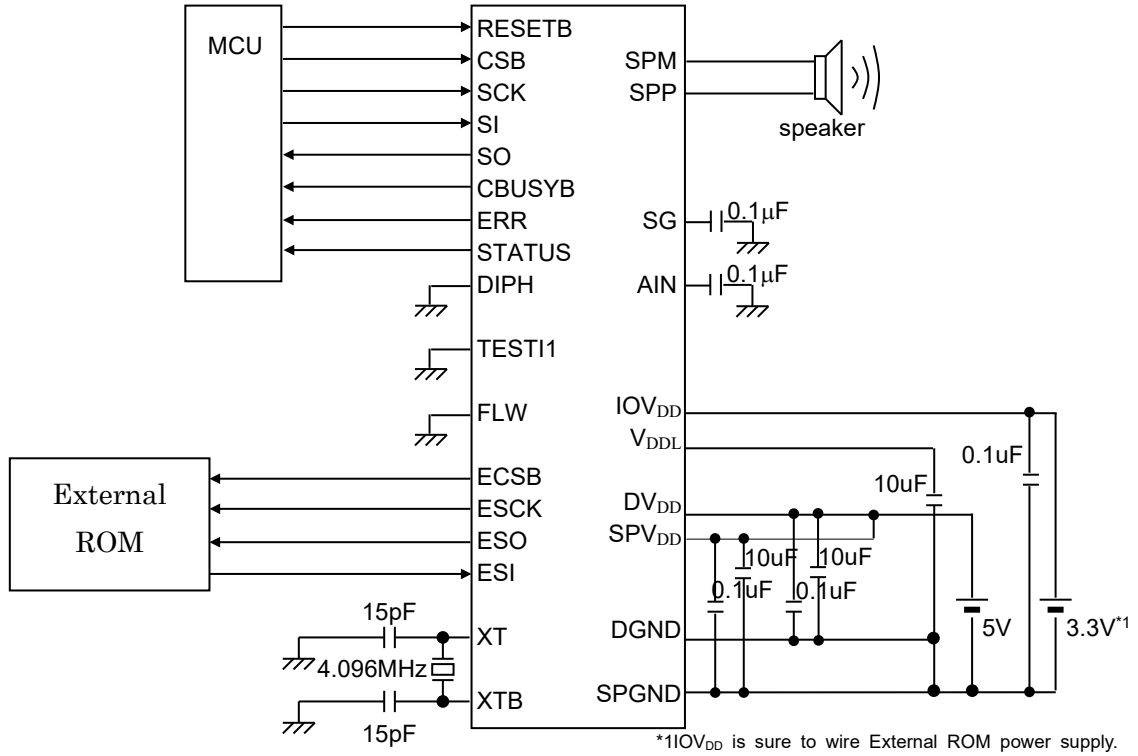 MCU
RESETB
CSB
SCK
SI
SO
CBUSYB
ERR
STATUS
DIPH
TESTI1
FLW
External
ROM
ECSB
ESCK
ESO
ESI
15pF
XT
4.096MHz
XTB
15pF
SPM
SPP
speaker
SG
0.1μF
AIN
0.1μF
IOVDD
VDDL
0.1uF
10uF
DVDD
SPVDD
10uF
10uF
0.1uF
0.1uF
DGND
5V
3.3V*1
SPGND
*1IOVDD is sure to wire External ROM power supply.